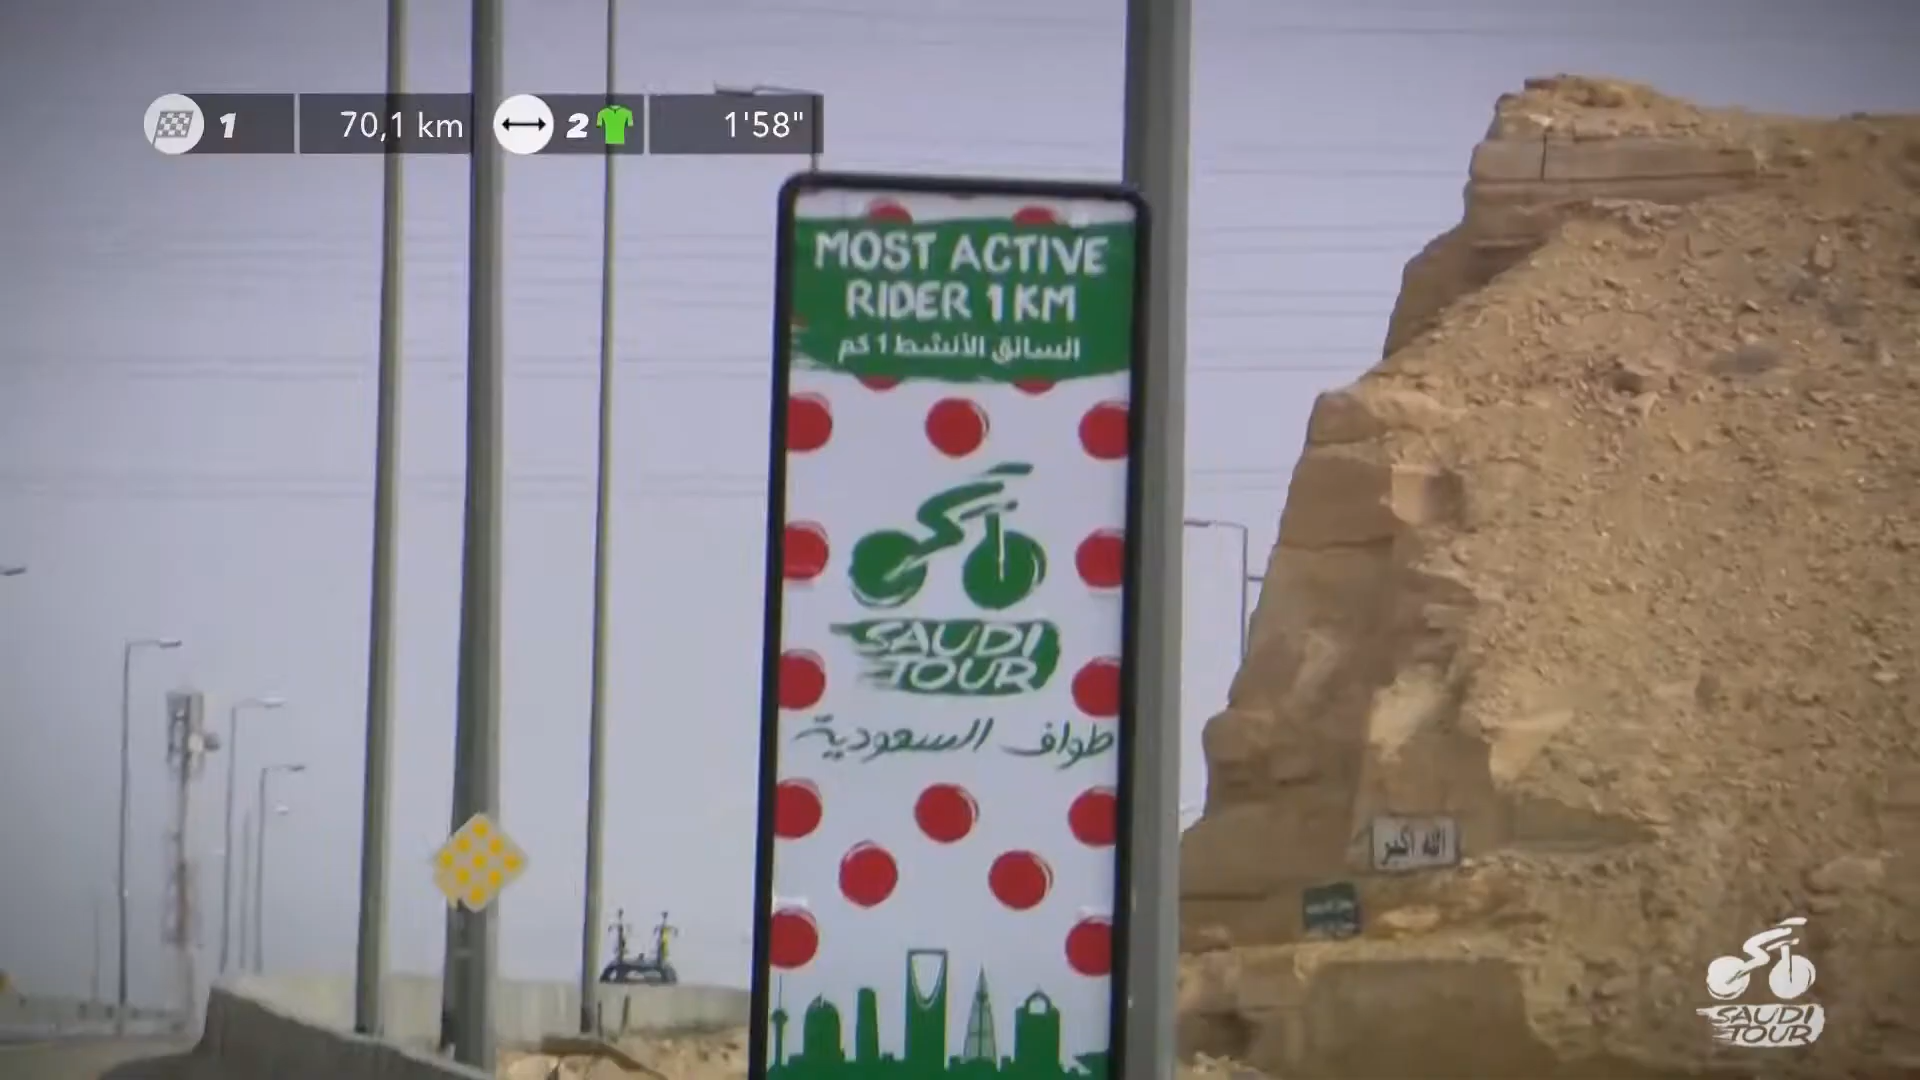 1 70,1 km 2 1'58"
MOST ACTIVE
RIDER 1 KM
السائق الأنشط 1 كم
SAUDI
TOUR
طواف السعودية
الله اكبر
SAUDI
TOUR